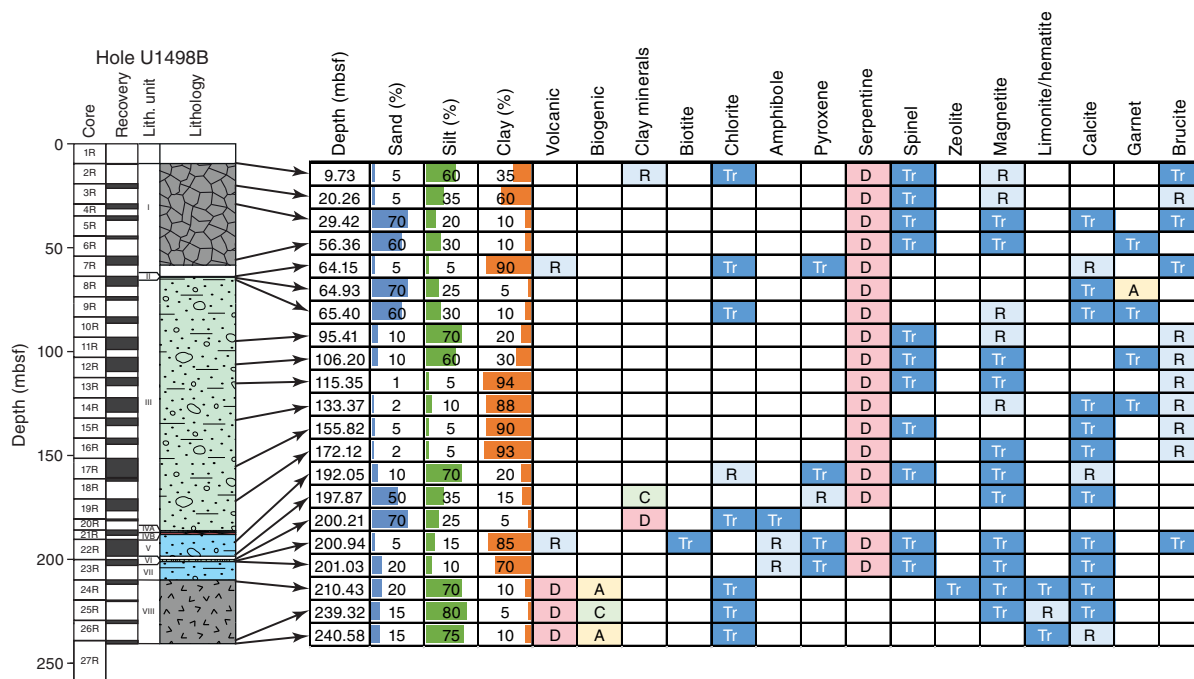 Hole U1498B
Core Recovery Lith. unit Lithology Depth (mbsf) Sand (%) Silt (%) Clay (%) Volcanic Biogenic Clay minerals Biotite Chlorite Amphibole Pyroxene Serpentine Spinel Zeolite Magnetite Limonite/hematite Calcite Garnet Brucite
Depth (mbsf)
0
50
100
150
200
250
1R
2R
3R
4R
5R
6R
7R
8R
9R
10R
11R
12R
13R
14R
15R
16R
17R
18R
19R
20R
21R
22R
23R
24R
25R
26R
27R
I
II
III
IVA
IVB
V
VI
VII
VIII
9.73 5 60 35 R Tr D Tr R Tr
20.26 5 35 60 D Tr R R
29.42 70 20 10 D Tr Tr Tr Tr
56.36 60 30 10 D Tr Tr Tr
64.15 5 5 90 R Tr Tr D R Tr
64.93 70 25 5 D Tr A
65.40 60 30 10 Tr D R Tr Tr
95.41 10 70 20 D Tr R R
106.20 10 60 30 D Tr Tr Tr R
115.35 1 5 94 D Tr Tr R
133.37 2 10 88 D R Tr Tr R
155.82 5 5 90 D Tr Tr R
172.12 2 5 93 D Tr Tr R
192.05 10 70 20 R Tr D Tr Tr R
197.87 50 35 15 C R D Tr Tr
200.21 70 25 5 D Tr Tr
200.94 5 15 85 R Tr R Tr D Tr Tr Tr Tr
201.03 20 10 70 R Tr D Tr Tr Tr
210.43 20 70 10 D A Tr Tr Tr Tr Tr
239.32 15 80 5 D C Tr Tr R Tr
240.58 15 75 10 D A Tr Tr R